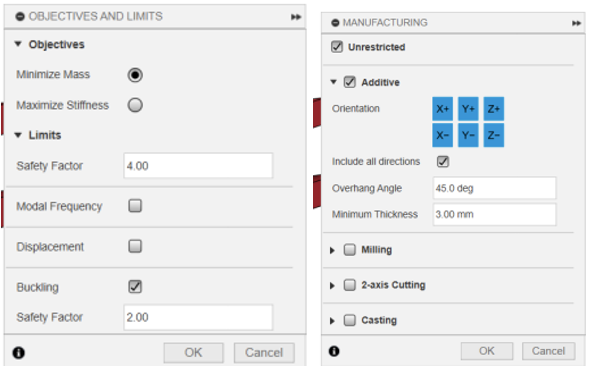 OBJECTIVES AND LIMITS
Objectives
Minimize Mass
Maximize Stiffness
Limits
Safety Factor 4.00
Modal Frequency
Displacement
Buckling
Safety Factor 2.00
OK Cancel
MANUFACTURING
Unrestricted
Additive
Orientation X+ Y+ Z+
X- Y- Z-
Include all directions
Overhang Angle 45.0 deg
Minimum Thickness 3.00 mm
Milling
2-axis Cutting
Casting
OK Cancel